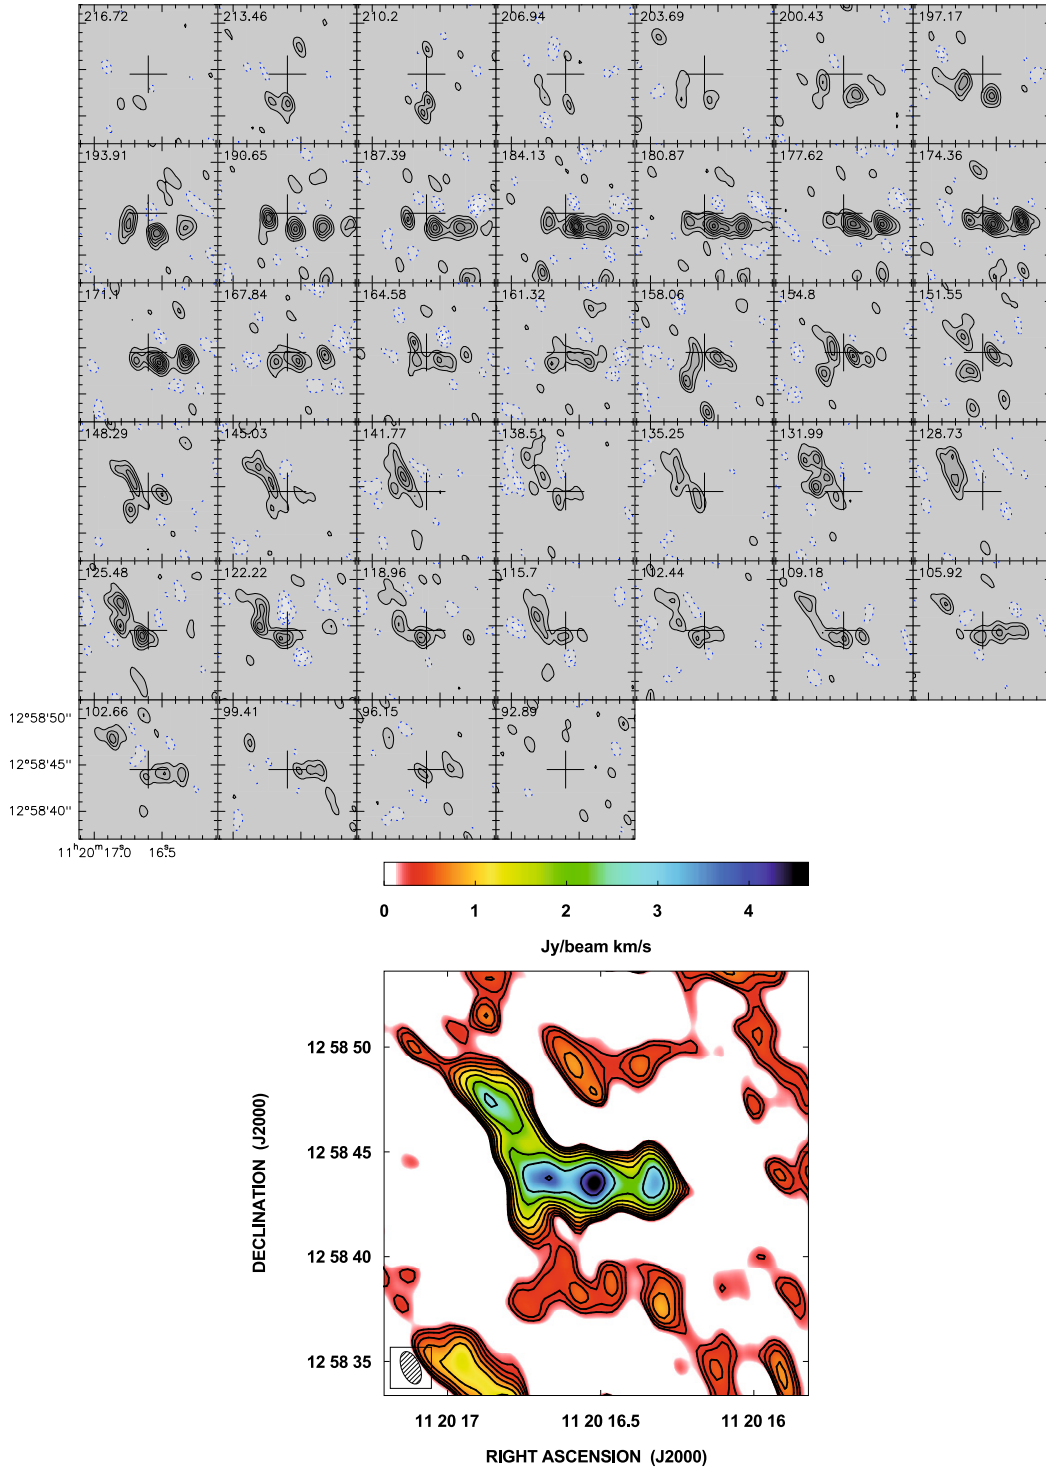 216.72 213.46 210.2 206.94 203.69 200.43 197.17
193.91 190.65 187.39 184.13 180.87 177.62 174.36
171.1 167.84 164.58 161.32 158.06 154.8 151.55
148.29 145.03 141.77 138.51 135.25 131.99 128.73
125.48 122.22 118.96 115.7 112.44 109.18 105.92
102.66 99.41 96.15 92.89
12°58'50"
12°58'45"
12°58'40"
11h20m17s.0 16s.5
0 1 2 3 4
Jy/beam km/s
12 58 50
12 58 45
12 58 40
12 58 35
DECLINATION (J2000)
11 20 17 11 20 16.5 11 20 16
RIGHT ASCENSION (J2000)